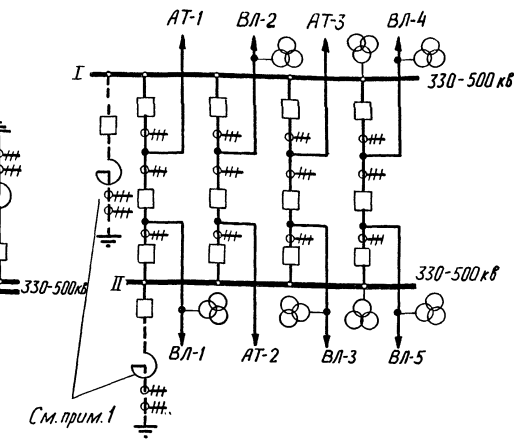 АТ-1 ВЛ-2 АТ-3 ВЛ-4
I 330-500 кв
330-500кв II 330-500 кв
ВЛ-1 АТ-2 ВЛ-3 ВЛ-5
См.прим.1